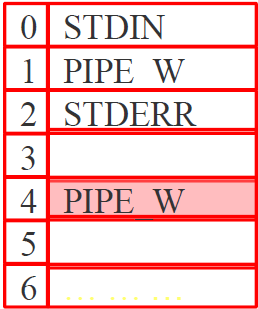 0 STDIN
1 PIPE W
2 STDERR
3
4 PIPE W
5
6 ... ... ...